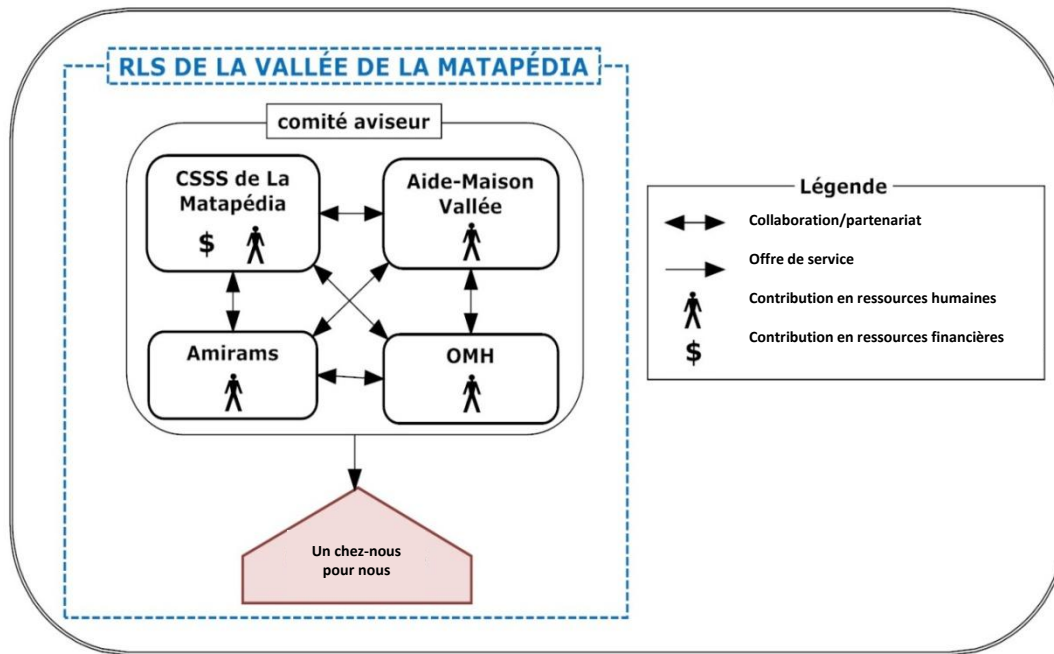 RLS DE LA VALLÉE DE LA MATAPÉDIA
comité aviseur
CSSS de La
Matapédia
$
Aide-Maison
Vallée
Amirams
OMH
Un chez-nous
pour nous
Légende
Collaboration/partenariat
Offre de service
Contribution en ressources humaines
$ Contribution en ressources financières